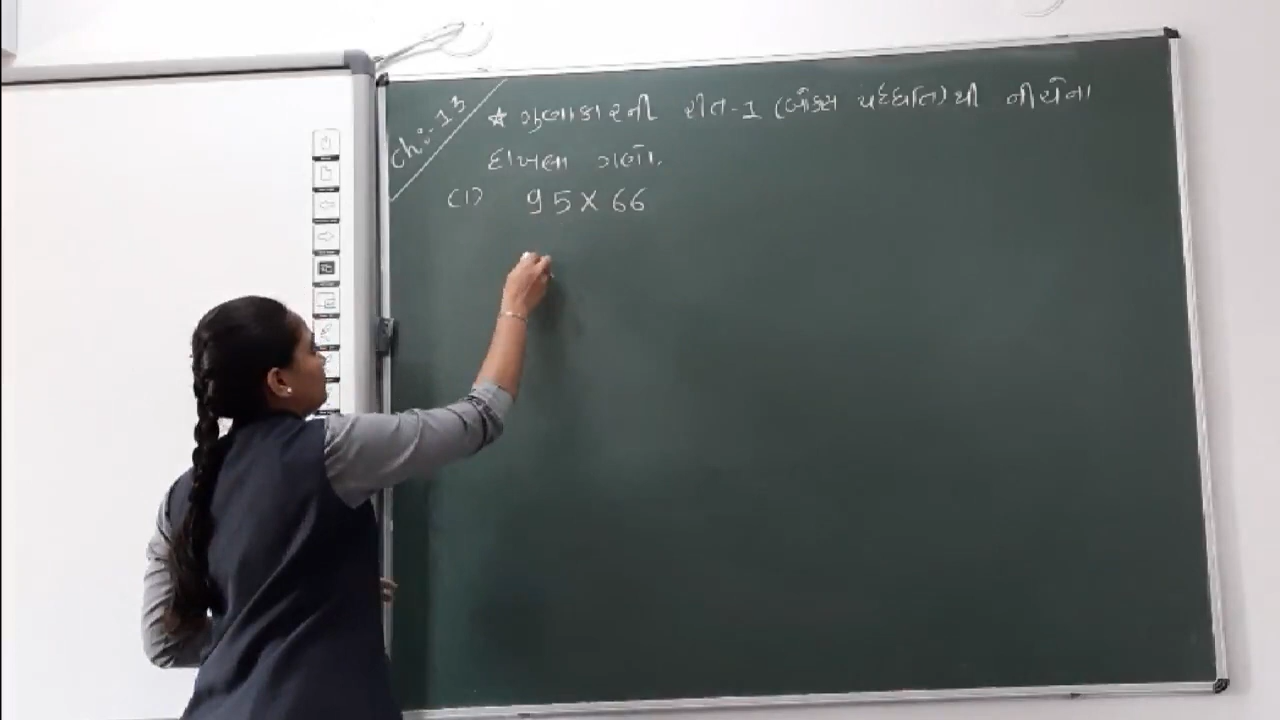 Ch:-13
☆ ગુણાકારની રીત-1 (બૉક્સ પદ્ધતિ) થી નીચેના
દાખલા ગણો.
(1) 95 X 66